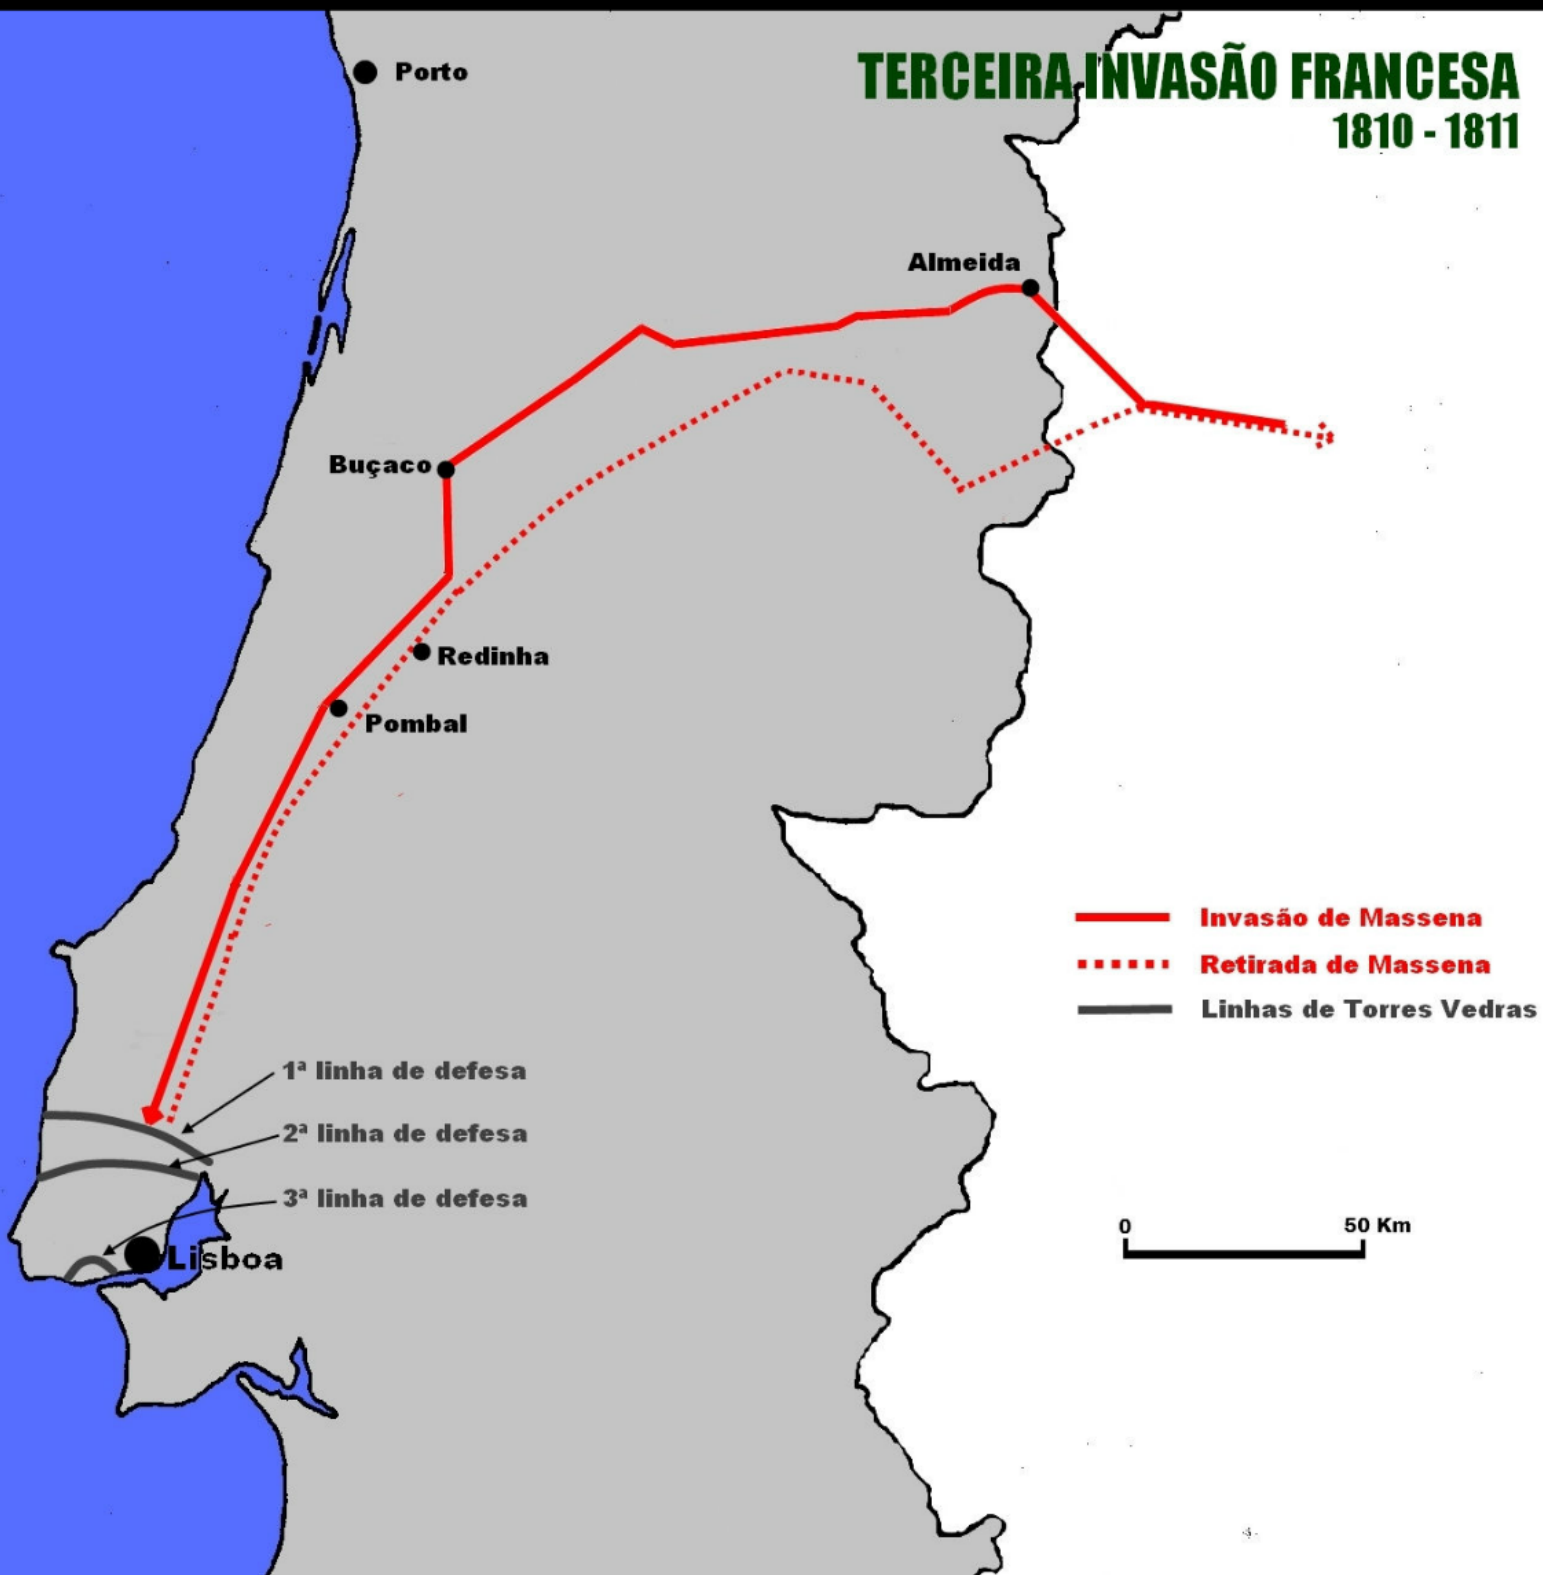 TERCEIRA INVASÃO FRANCESA
1810 - 1811
Porto
Almeida
Buçaco
Redinha
Pombal
Invasão de Massena
Retirada de Massena
Linhas de Torres Vedras
1ª linha de defesa
2ª linha de defesa
3ª linha de defesa
0 50 Km
Lisboa